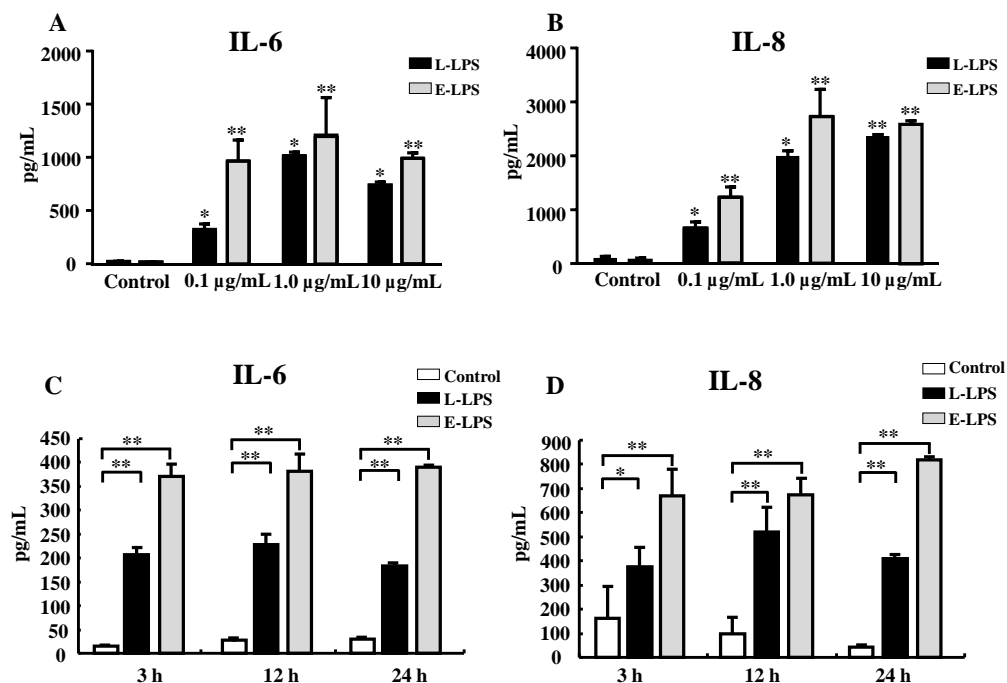 A
IL-6
2000
1500
1000
500
0
pg/mL
L-LPS
E-LPS
*
**
*
**
*
**
Control
0.1 µg/mL
1.0 µg/mL
10 µg/mL
B
IL-8
4000
3000
2000
1000
0
pg/mL
L-LPS
E-LPS
*
**
*
**
**
**
Control
0.1 µg/mL
1.0 µg/mL
10 µg/mL
C
IL-6
Control
L-LPS
E-LPS
450
400
350
300
250
200
150
100
50
0
pg/mL
**
**
**
**
**
**
3 h
12 h
24 h
D
IL-8
Control
L-LPS
E-LPS
900
800
700
600
500
400
300
200
100
0
pg/mL
**
*
**
**
**
**
3 h
12 h
24 h